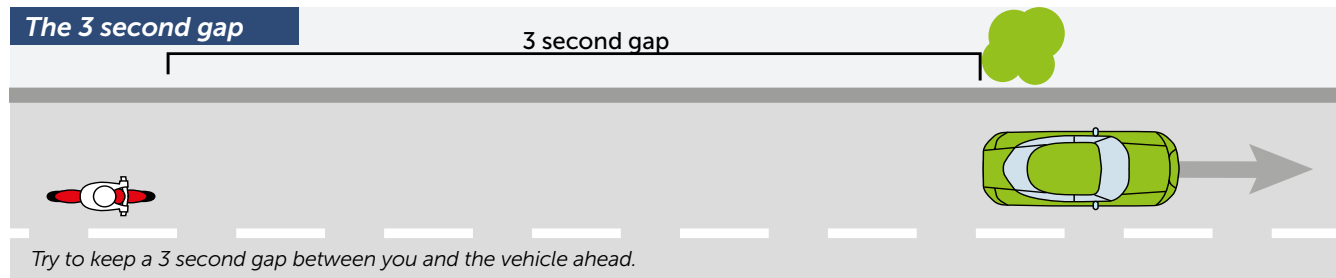 The 3 second gap
3 second gap
Try to keep a 3 second gap between you and the vehicle ahead.